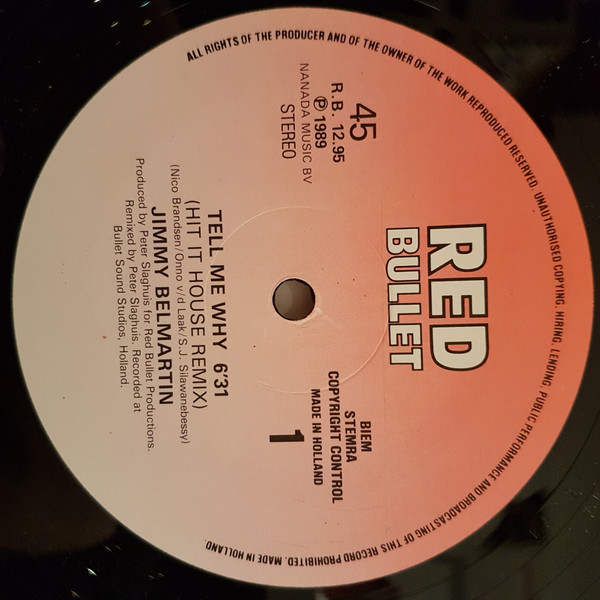 ALL RIGHTS OF THE PRODUCER AND OF THE OWNER OF THE WORK REPRODUCED RESERVED. UNAUTHORISED COPYING, HIRING, LENDING, PUBLIC PERFORMANCE AND BROADCASTING OF THIS RECORD PROHIBITED. MADE IN HOLLAND.
RED
BULLET
45
R.B. 12.95
Ⓟ 1989
NANADA MUSIC BV
STEREO
BIEM
STEMRA
COPYRIGHT CONTROL
MADE IN HOLLAND
1
TELL ME WHY 6'31
(HIT IT HOUSE REMIX)
(Nico Brandsen/Onno v/d Laak/S.J. Silawanebessy)
JIMMY BELMARTIN
Produced by Peter Slaghuis for Red Bullet Productions.
Remixed by Peter Slaghuis. Recorded at
Bullet Sound Studios, Holland.